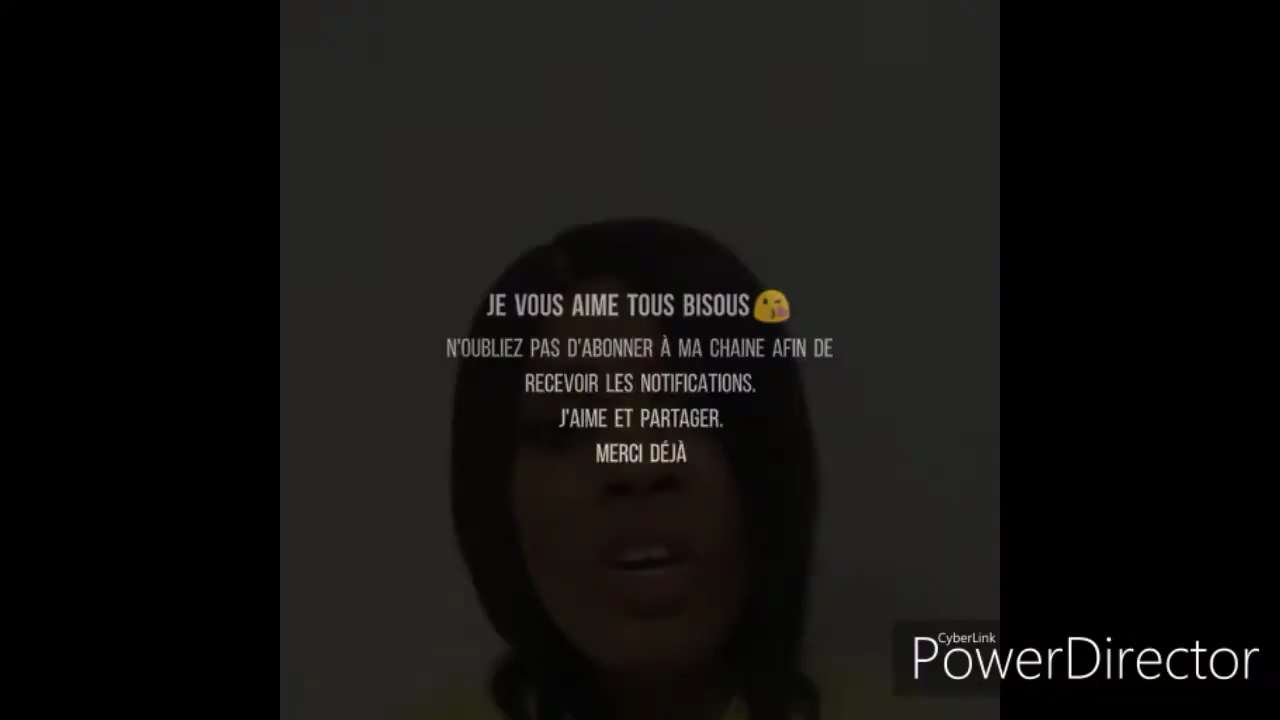 JE VOUS AIME TOUS BISOUS😘
N'OUBLIEZ PAS D'ABONNER À MA CHAINE AFIN DE
RECEVOIR LES NOTIFICATIONS.
J'AIME ET PARTAGER.
MERCI DÉJÀ
CyberLink
PowerDirector